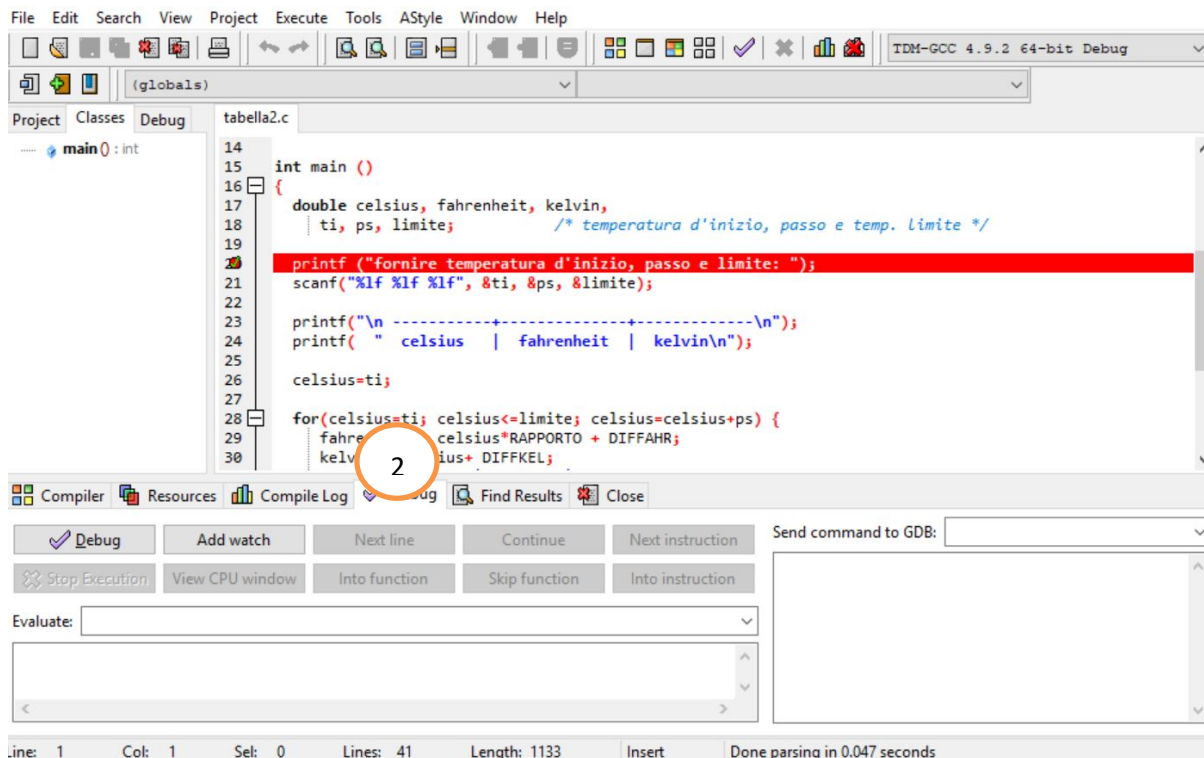 File Edit Search View Project Execute Tools AStyle Window Help
TDM-GCC 4.9.2 64-bit Debug
(globals)
Project Classes Debug
tabella2.c
main () : int
14
15 int main ()
16 {
17 double celsius, fahrenheit, kelvin,
18 ti, ps, limite; /* temperatura d'inizio, passo e temp. limite */
19
printf ("fornire temperatura d'inizio, passo e limite: ");
21 scanf("%lf %lf %lf", &ti, &ps, &limite);
22
23 printf("\n -----------+--------------+-------------\n");
24 printf( " celsius | fahrenheit | kelvin\n");
25
26 celsius=ti;
27
28 for(celsius=ti; celsius<=limite; celsius=celsius+ps) {
29 celsius*RAPPORTO + DIFFAHR;
30 + DIFFKEL;
2
Compiler Resources Compile Log Find Results Close
Debug Add watch Next line Continue Next instruction
Stop Execution View CPU window Into function Skip function Into instruction
Send command to GDB:
Evaluate:
Line: 1 Col: 1 Sel: 0 Lines: 41 Length: 1133 Insert Done parsing in 0.047 seconds